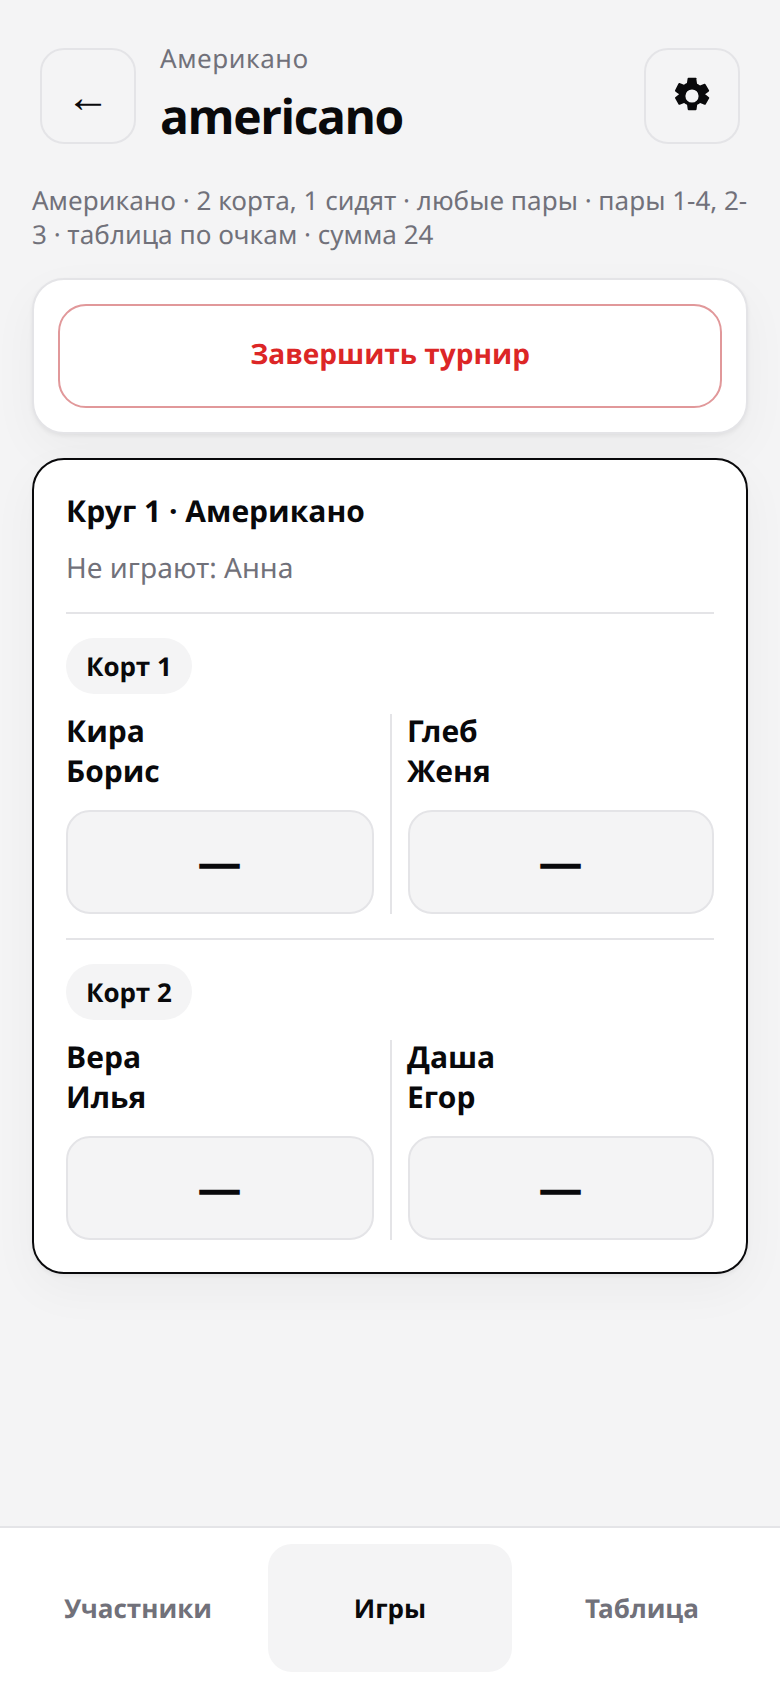 ←
Американо
americano
Американо · 2 корта, 1 сидят · любые пары · пары 1-4, 2-
3 · таблица по очкам · сумма 24
Завершить турнир
Круг 1 · Американо
Не играют: Анна
Корт 1
Кира
Борис
Глеб
Женя
—
—
Корт 2
Вера
Илья
Даша
Егор
—
—
Участники
Игры
Таблица